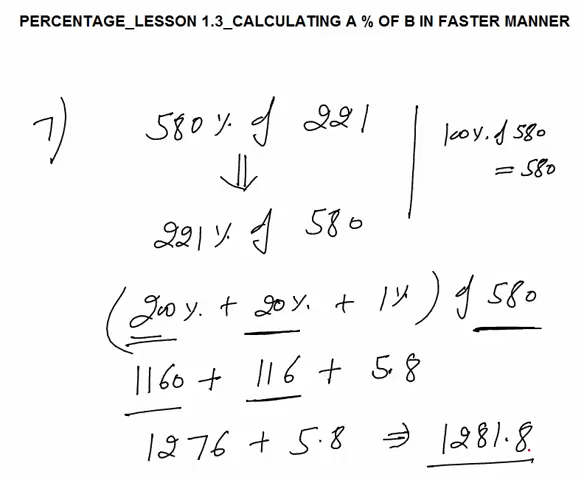 PERCENTAGE_LESSON 1.3_CALCULATING A % OF B IN FASTER MANNER
7) 580 % of 221
100 % of 580
= 580
⇓
221 % of 580
(200 % + 20 % + 1 %) of 580
1160 + 116 + 5.8
1276 + 5.8 ⇒ 1281.8